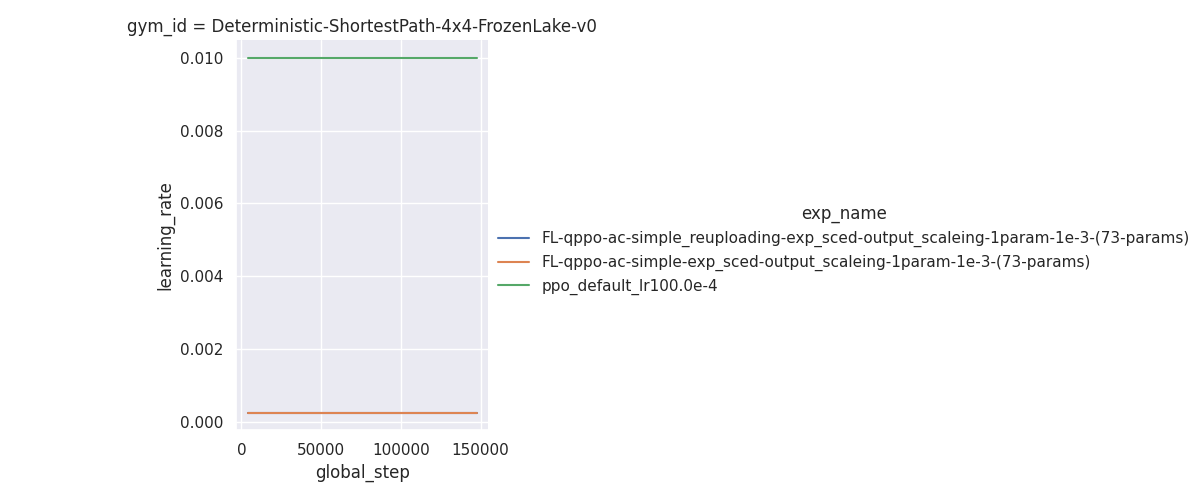 gym_id = Deterministic-ShortestPath-4x4-FrozenLake-v0
0.010
0.008
0.006
0.004
0.002
0.000
learning_rate
0 50000 100000 150000
global_step
exp_name
FL-qppo-ac-simple_reuploading-exp_sced-output_scaleing-1param-1e-3-(73-params)
FL-qppo-ac-simple-exp_sced-output_scaleing-1param-1e-3-(73-params)
ppo_default_lr100.0e-4